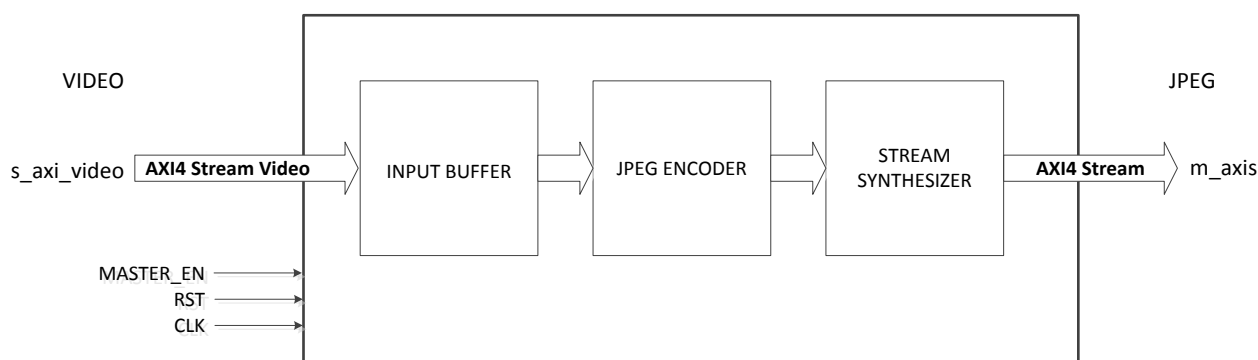 VIDEO
JPEG
s_axi_video
AXI4 Stream Video
INPUT BUFFER
JPEG ENCODER
STREAM
SYNTHESIZER
AXI4 Stream
m_axis
MASTER_EN
RST
CLK